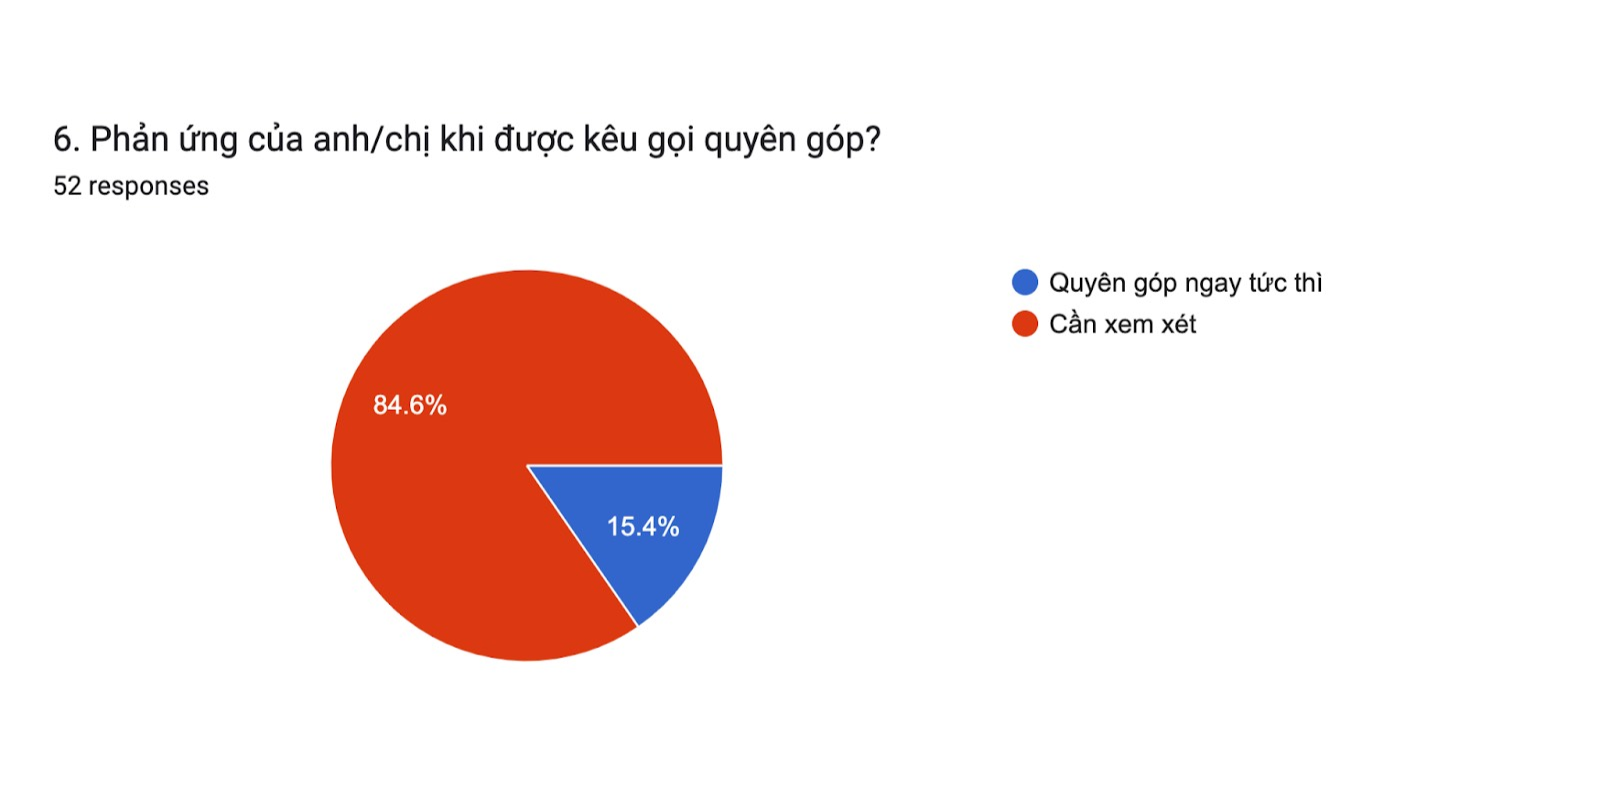 6. Phản ứng của anh/chị khi được kêu gọi quyên góp?
52 responses
Quyên góp ngay tức thì
Cần xem xét
84.6%
15.4%